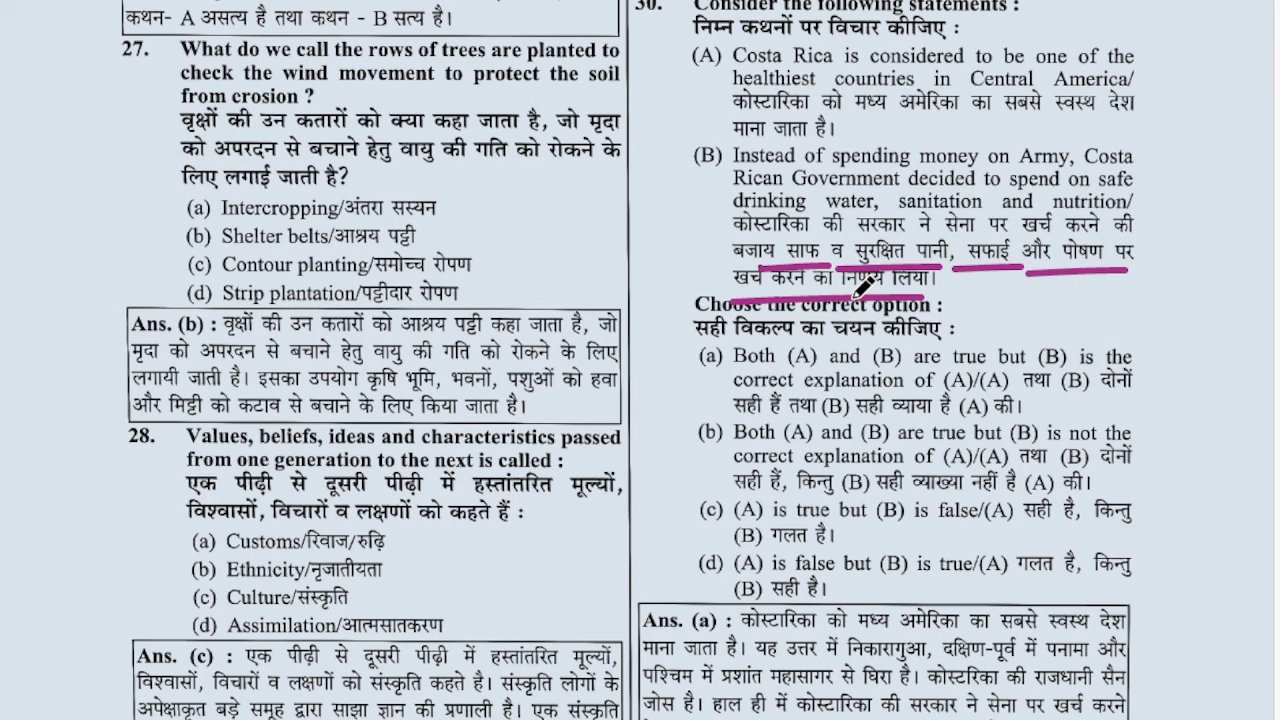 कथन- A असत्य है तथा कथन - B सत्य है।
27. What do we call the rows of trees are planted to
check the wind movement to protect the soil
from erosion ?
वृक्षों की उन कतारों को क्या कहा जाता है, जो मृदा
को अपरदन से बचाने हेतु वायु की गति को रोकने के
लिए लगाई जाती है?
(a) Intercropping/अंतरा सस्यन
(b) Shelter belts/आश्रय पट्टी
(c) Contour planting/समोच्च रोपण
(d) Strip plantation/पट्टीदार रोपण
Ans. (b) : वृक्षों की उन कतारों को आश्रय पट्टी कहा जाता है, जो
मृदा को अपरदन से बचाने हेतु वायु की गति को रोकने के लिए
लगायी जाती है। इसका उपयोग कृषि भूमि, भवनों, पशुओं को हवा
और मिट्टी को कटाव से बचाने के लिए किया जाता है।
28. Values, beliefs, ideas and characteristics passed
from one generation to the next is called :
एक पीढ़ी से दूसरी पीढ़ी में हस्तांतरित मूल्यों,
विश्वासों, विचारों व लक्षणों को कहते हैं :
(a) Customs/रिवाज/रुढ़ि
(b) Ethnicity/नृजातीयता
(c) Culture/संस्कृति
(d) Assimilation/आत्मसातकरण
Ans. (c) : एक पीढ़ी से दूसरी पीढ़ी में हस्तांतरित मूल्यों,
विश्वासों, विचारों व लक्षणों को संस्कृति कहते है। संस्कृति लोगों के
अपेक्षाकृत बड़े समूह द्वारा साझा ज्ञान की प्रणाली है। एक संस्कृति
30. Consider the following statements :
निम्न कथनों पर विचार कीजिए :
(A) Costa Rica is considered to be one of the
healthiest countries in Central America/
कोस्टारिका को मध्य अमेरिका का सबसे स्वस्थ देश
माना जाता है।
(B) Instead of spending money on Army, Costa
Rican Government decided to spend on safe
drinking water, sanitation and nutrition/
कोस्टारिका की सरकार ने सेना पर खर्च करने की
बजाय साफ व सुरक्षित पानी, सफाई और पोषण पर
खर्च करने का निर्णय लिया।
Choose the correct option :
सही विकल्प का चयन कीजिए :
(a) Both (A) and (B) are true but (B) is the
correct explanation of (A)/(A) तथा (B) दोनों
सही हैं तथा (B) सही व्याया है (A) की।
(b) Both (A) and (B) are true but (B) is not the
correct explanation of (A)/(A) तथा (B) दोनों
सही हैं, किन्तु (B) सही व्याख्या नहीं है (A) की।
(c) (A) is true but (B) is false/(A) सही है, किन्तु
(B) गलत है।
(d) (A) is false but (B) is true/(A) गलत है, किन्तु
(B) सही है।
Ans. (a) : कोस्टारिका को मध्य अमेरिका का सबसे स्वस्थ देश
माना जाता है। यह उत्तर में निकारागुआ, दक्षिण-पूर्व में पनामा और
पश्चिम में प्रशांत महासागर से घिरा है। कोस्टरिका की राजधानी सैन
जोस है। हाल ही में कोस्टारिका की सरकार ने सेना पर खर्च करने